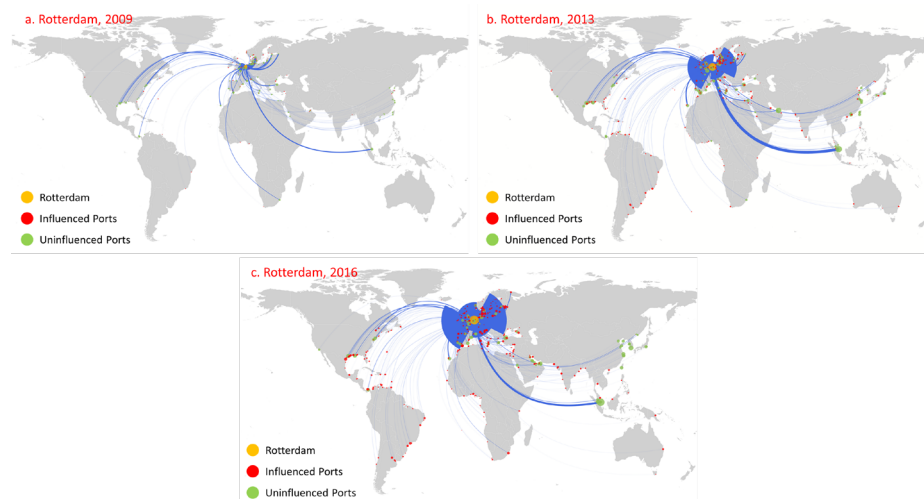 a. Rotterdam, 2009
Rotterdam
Influenced Ports
Uninfluenced Ports
b. Rotterdam, 2013
Rotterdam
Influenced Ports
Uninfluenced Ports
c. Rotterdam, 2016
Rotterdam
Influenced Ports
Uninfluenced Ports